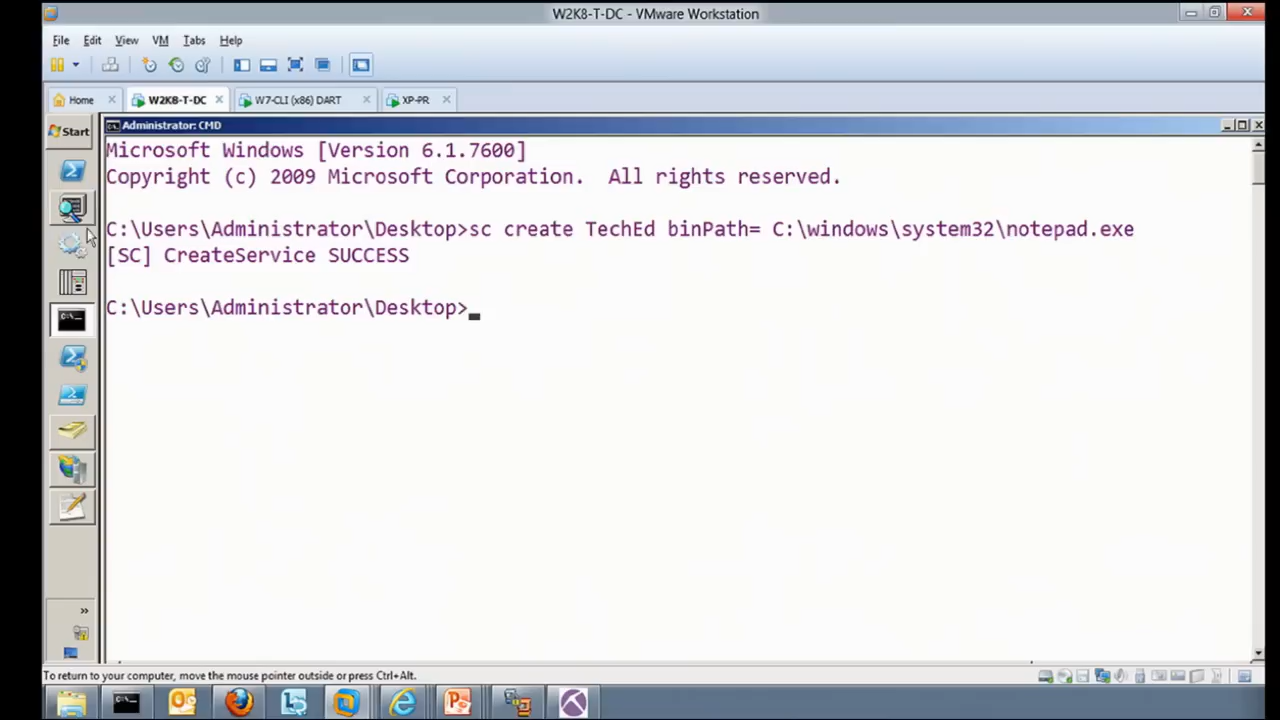 W2K8-T-DC - VMware Workstation
File Edit View VM Tabs Help
Home W2K8-T-DC W7-CLI (x86) DART XP-PR
Start
Administrator: CMD
Microsoft Windows [Version 6.1.7600]
Copyright (c) 2009 Microsoft Corporation.  All rights reserved.
C:\Users\Administrator\Desktop>sc create TechEd binPath= C:\windows\system32\notepad.exe
[SC] CreateService SUCCESS
C:\Users\Administrator\Desktop>
To return to your computer, move the mouse pointer outside or press Ctrl+Alt.